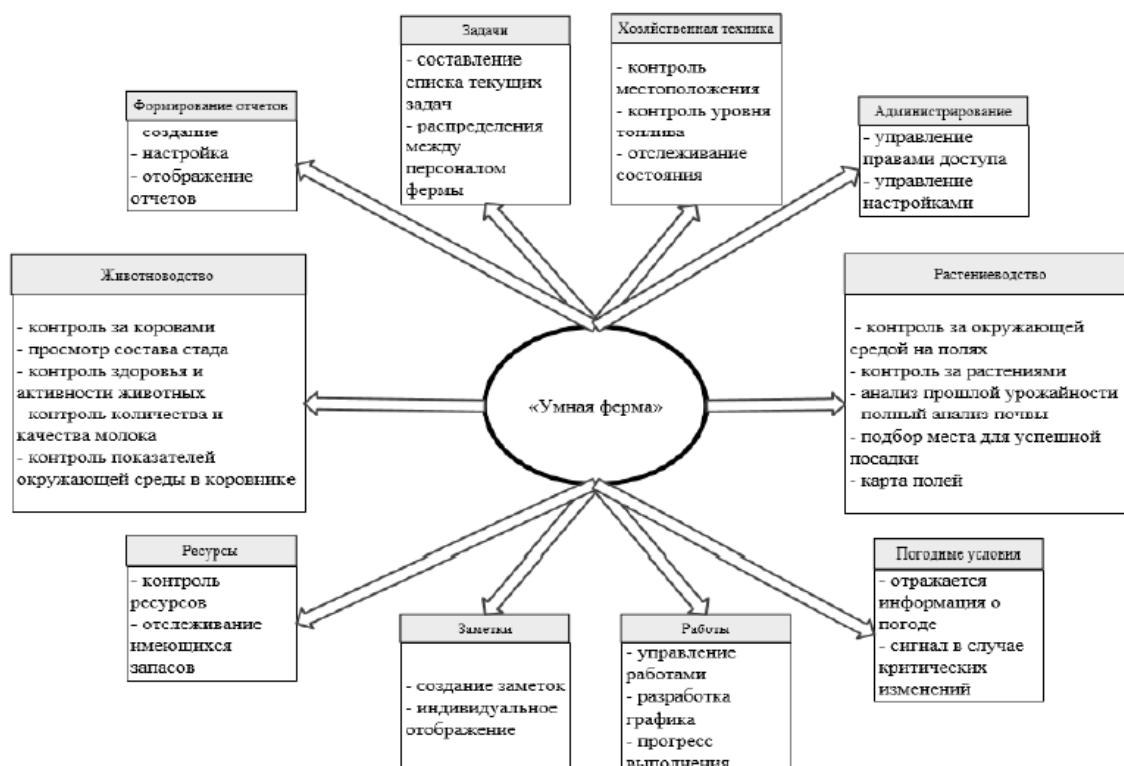 Задачи
- составление
списка текущих
задач
- распределения
между
персоналом
фермы
Хозяйственная техника
- контроль
местоположения
- контроль уровня
топлива
- отслеживание
состояния
Формирование отчетов
- создание
- настройка
- отображение
отчетов
Администрирование
- управление
правами доступа
- управление
настройками
Животноводство
- контроль за коровами
- просмотр состава стада
- контроль здоровья и
активности животных
- контроль количества и
качества молока
- контроль показателей
окружающей среды в коровнике
«Умная ферма»
Растениеводство
- контроль за окружающей
средой на полях
- контроль за растениями
- анализ прошлой урожайности
- полный анализ почвы
- подбор места для успешной
посадки
- карта полей
Ресурсы
- контроль
ресурсов
- отслеживание
имеющихся
запасов
Заметки
- создание заметок
- индивидуальное
отображение
Работы
- управление
работами
- разработка
графика
- прогресс
выполнения
Погодные условия
- отражается
информация о
погоде
- сигнал в случае
критических
изменений